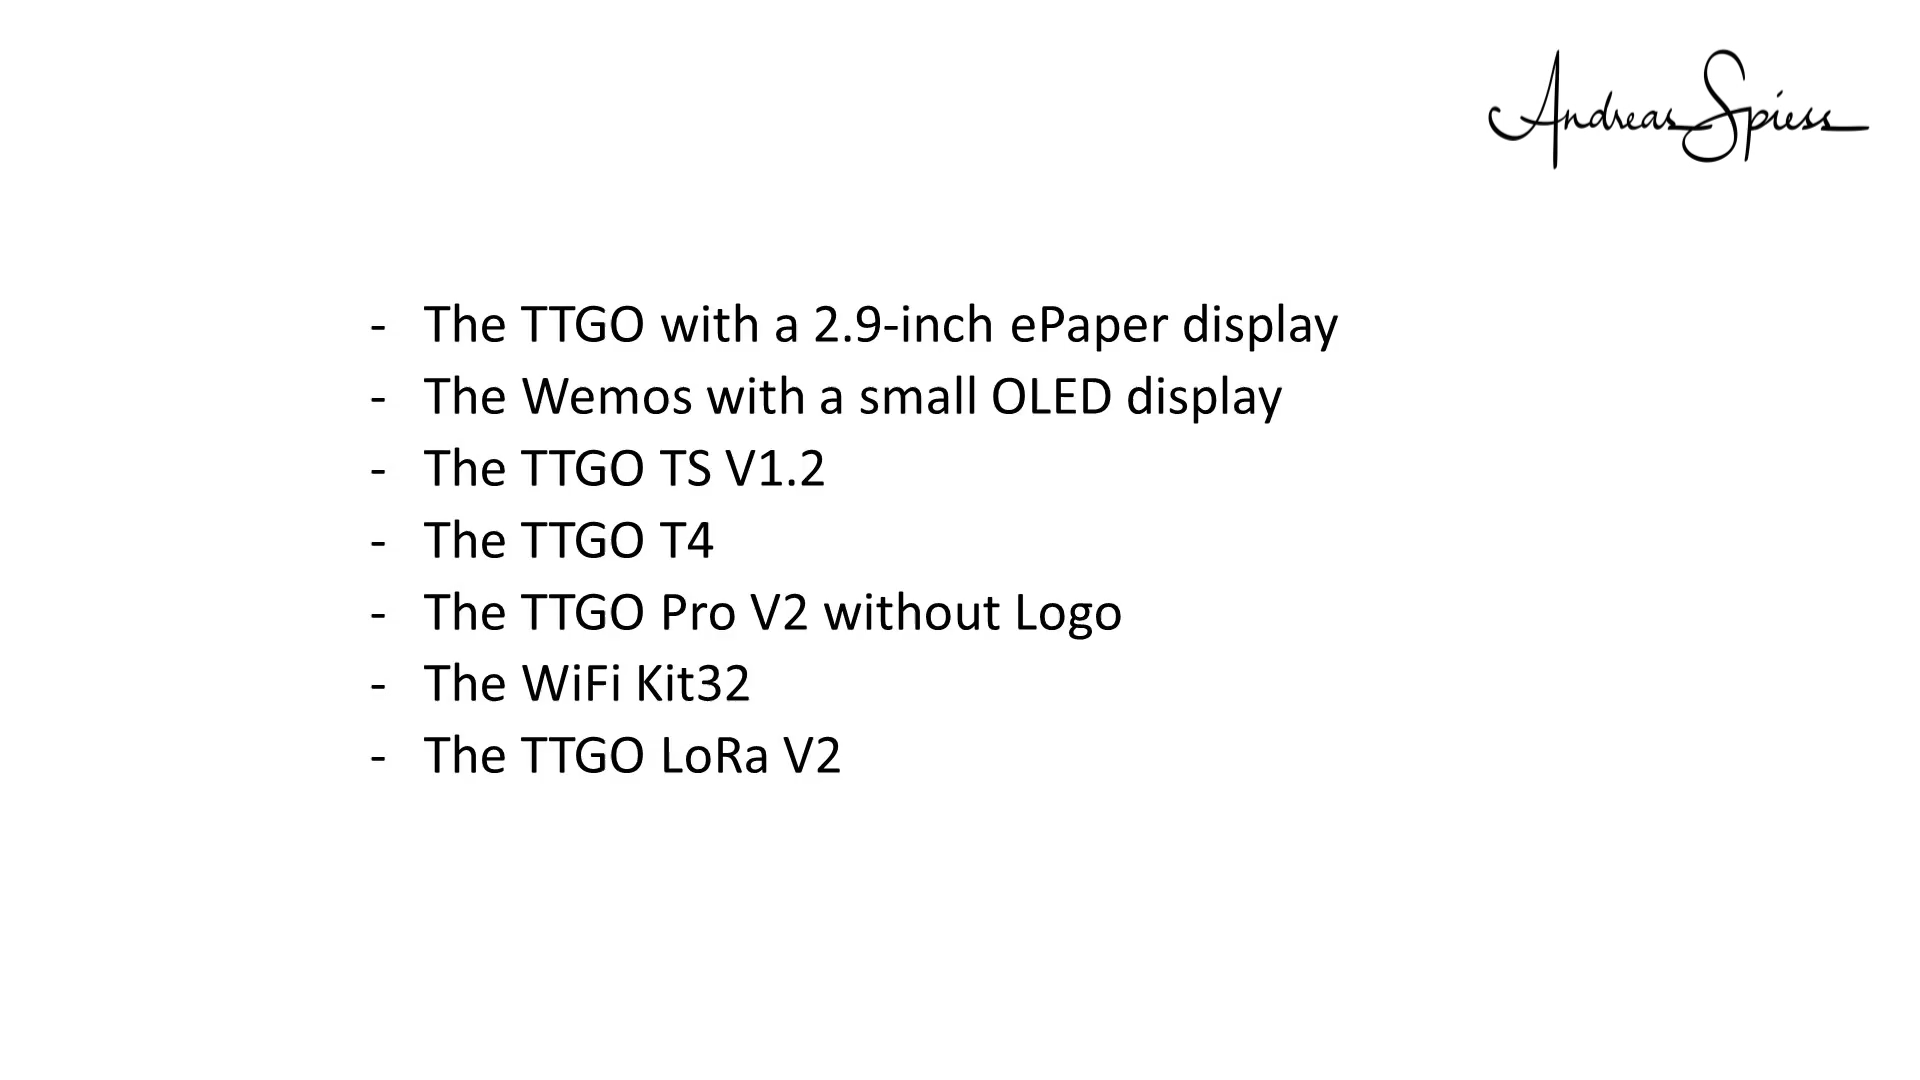 Andreas Spiess
- The TTGO with a 2.9-inch ePaper display
- The Wemos with a small OLED display
- The TTGO TS V1.2
- The TTGO T4
- The TTGO Pro V2 without Logo
- The WiFi Kit32
- The TTGO LoRa V2